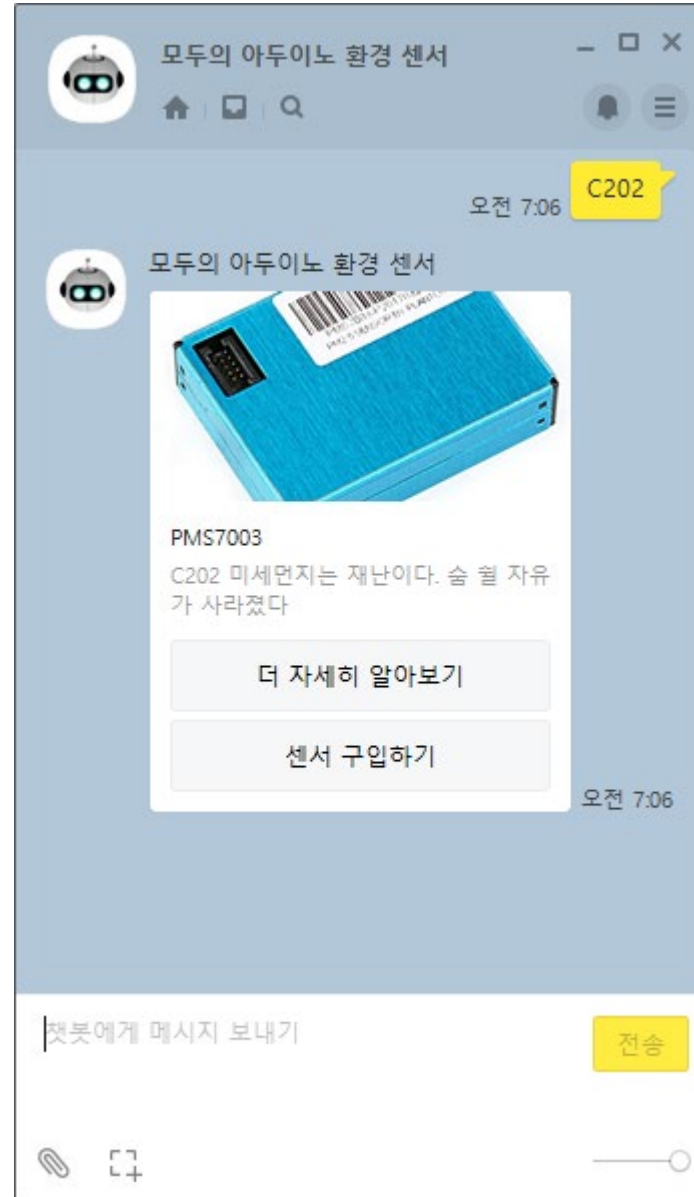 모두의 아두이노 환경 센서
C202
오전 7:06
모두의 아두이노 환경 센서
PMS7003
C202 미세먼지는 재난이다. 숨 쉴 자유
가 사라졌다
더 자세히 알아보기
센서 구입하기
오전 7:06
챗봇에게 메시지 보내기
전송